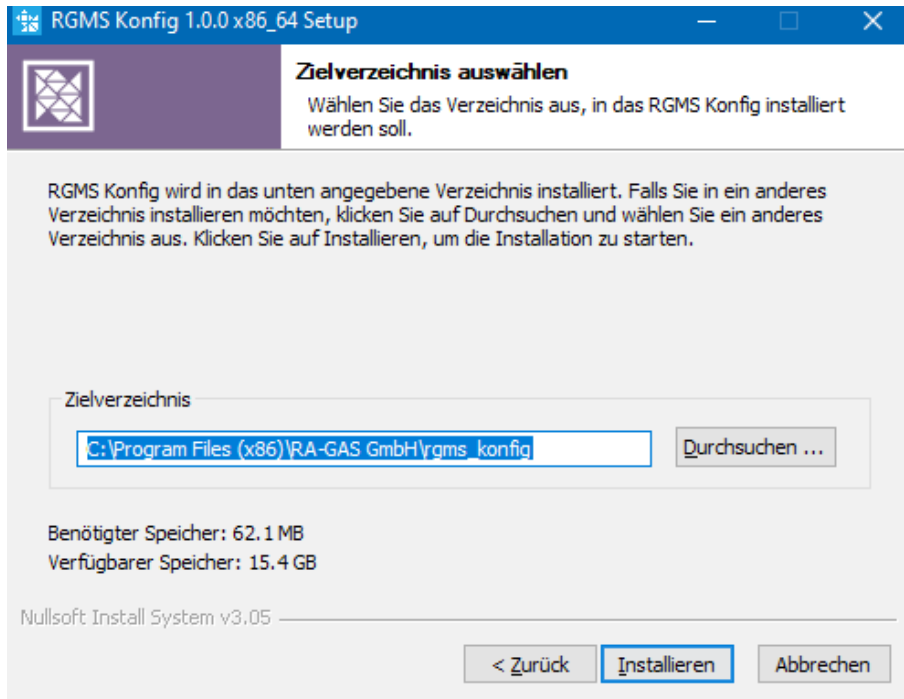 RGMS Konfig 1.0.0 x86_64 Setup
Zielverzeichnis auswählen
Wählen Sie das Verzeichnis aus, in das RGMS Konfig installiert
werden soll.
RGMS Konfig wird in das unten angegebene Verzeichnis installiert. Falls Sie in ein anderes
Verzeichnis installieren möchten, klicken Sie auf Durchsuchen und wählen Sie ein anderes
Verzeichnis aus. Klicken Sie auf Installieren, um die Installation zu starten.
Zielverzeichnis
C:\Program Files (x86)\RA-GAS GmbH\rgms_konfig
Durchsuchen ...
Benötigter Speicher: 62.1 MB
Verfügbarer Speicher: 15.4 GB
Nullsoft Install System v3.05
< Zurück
Installieren
Abbrechen